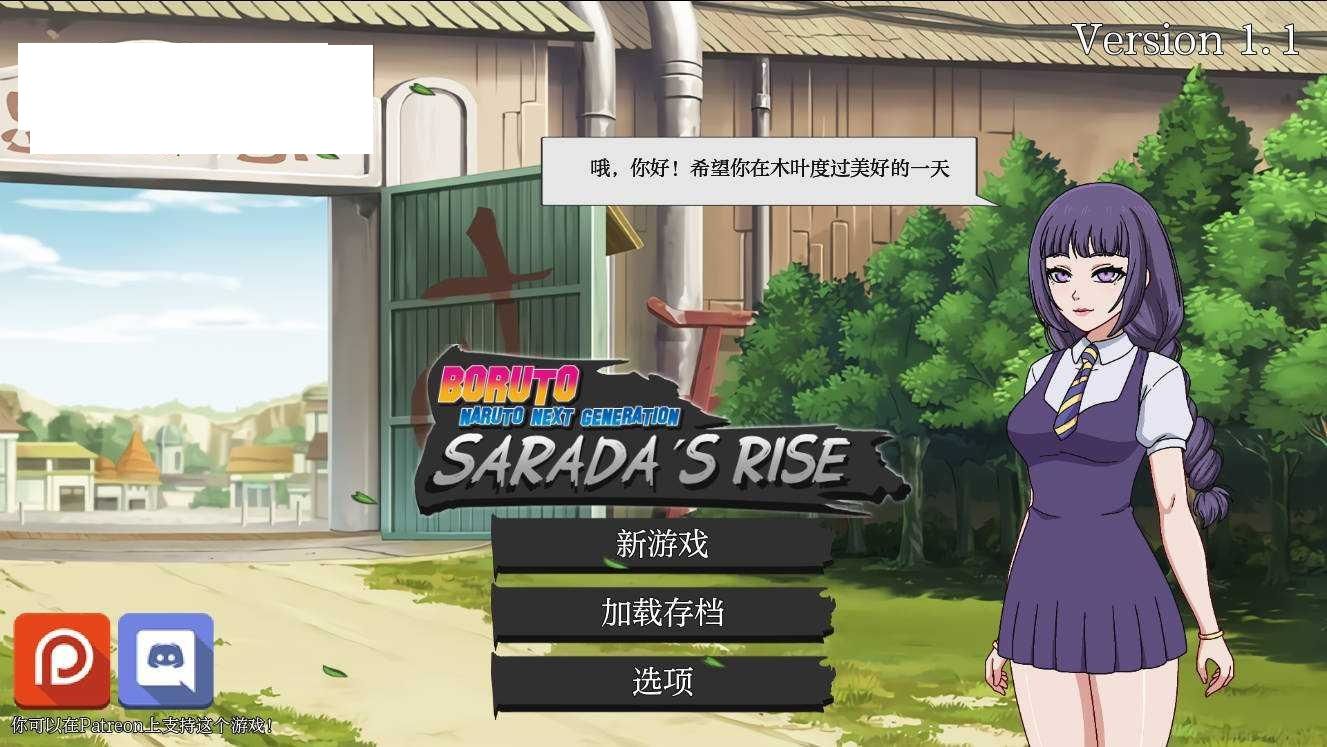 Version 1.1
哦，你好！希望你在木叶度过美好的一天
BORUTO
NARUTO NEXT GENERATION
SARADA'S RISE
新游戏
加载存档
选项
你可以在Patreon上支持这个游戏！